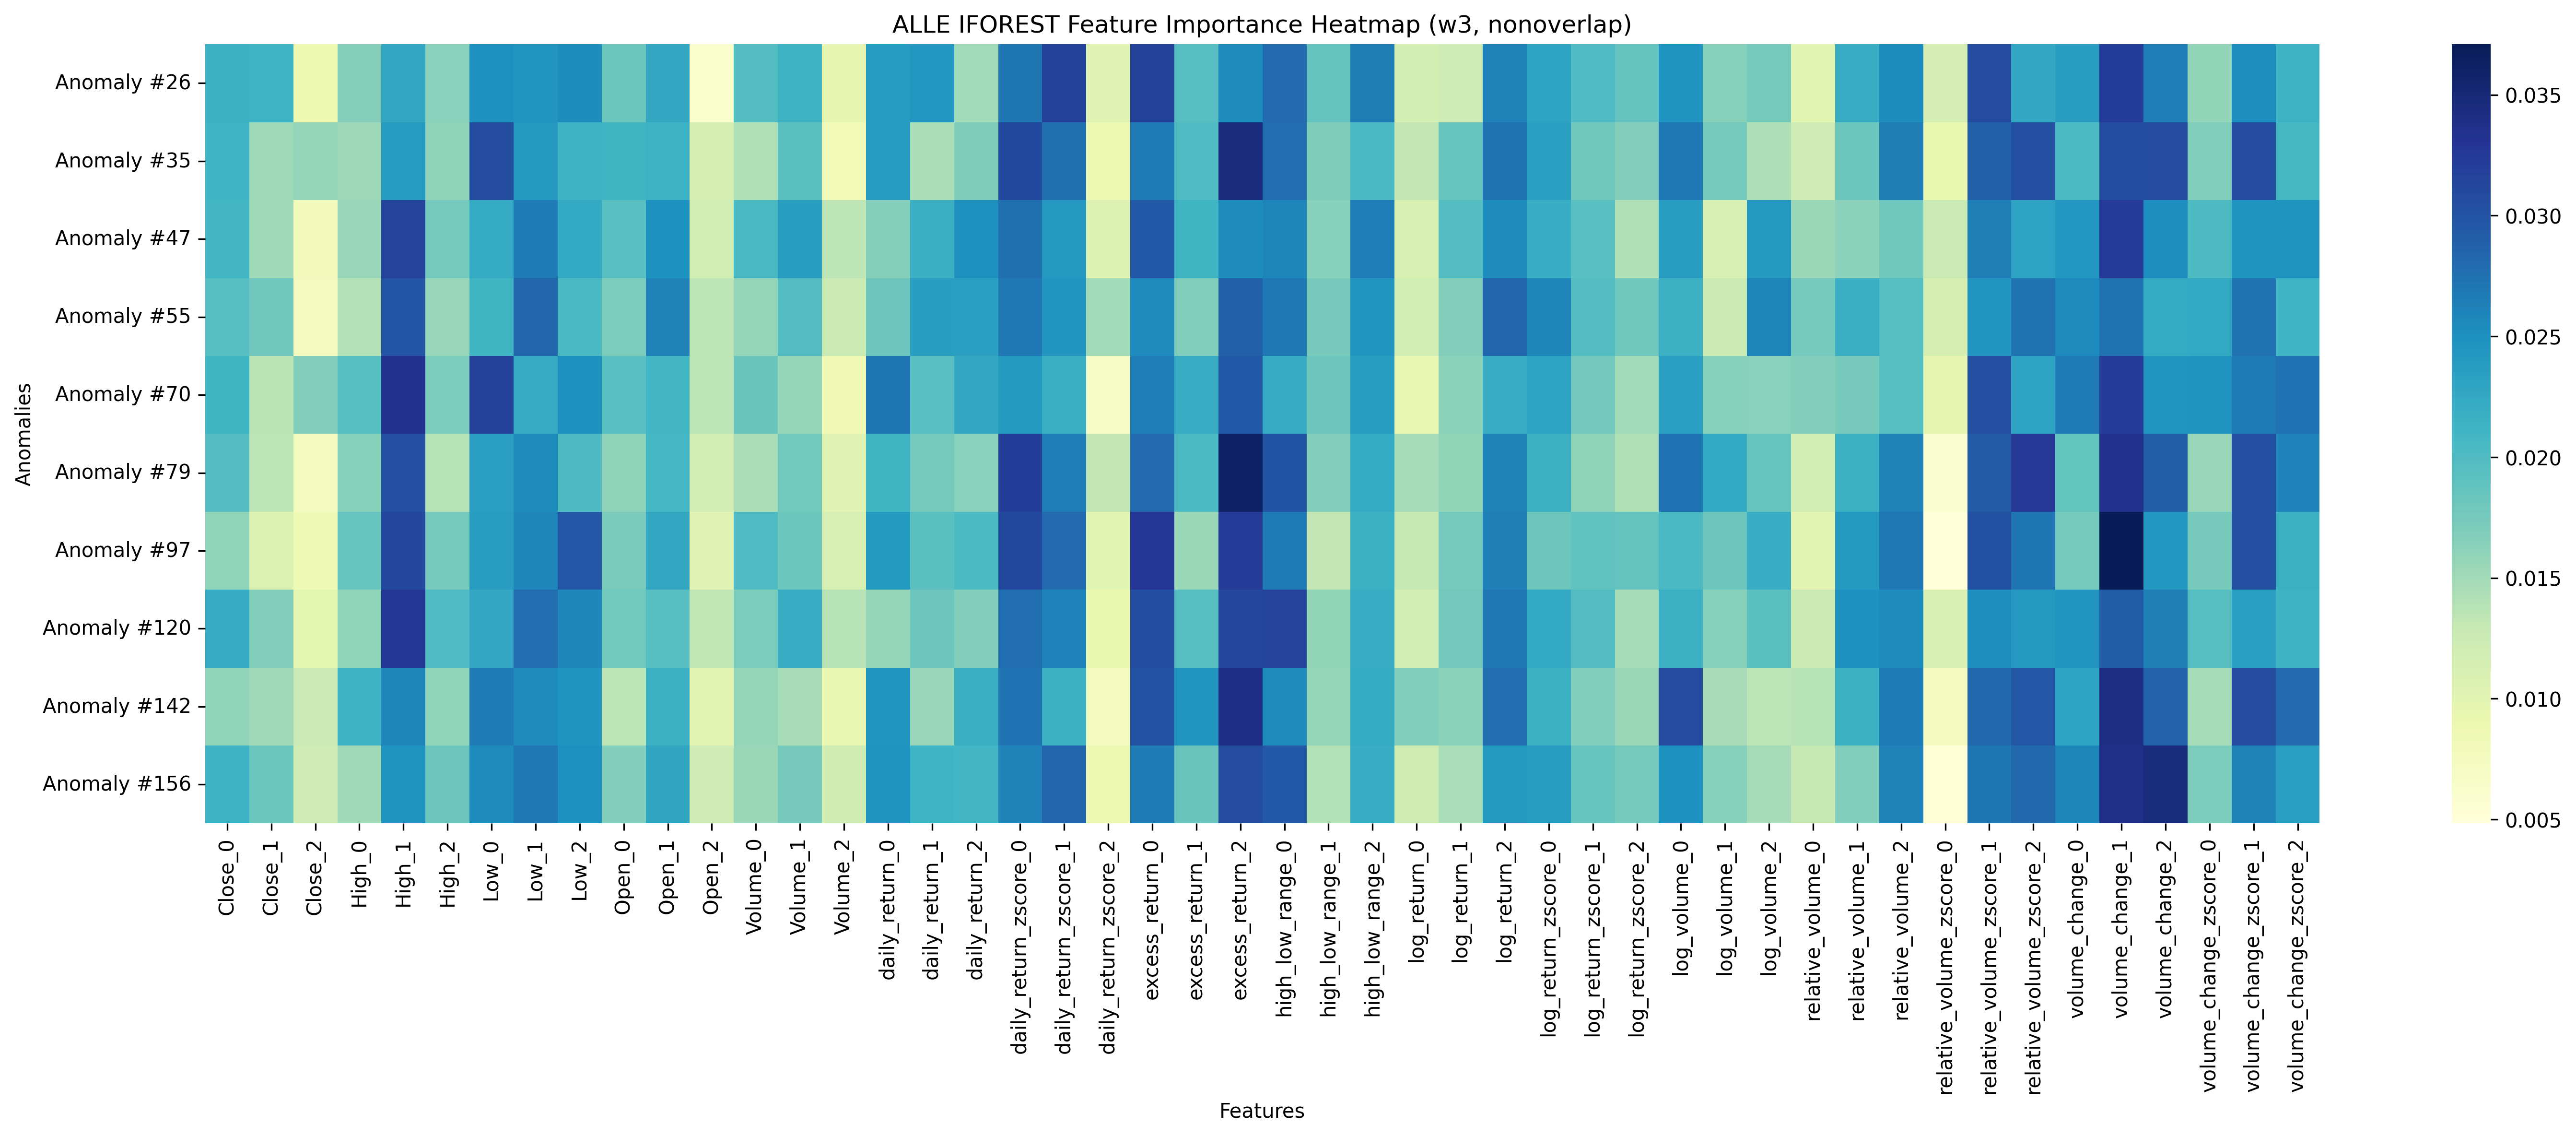 ALLE IFOREST Feature Importance Heatmap (w3, nonoverlap)
Anomalies
Anomaly #26
Anomaly #35
Anomaly #47
Anomaly #55
Anomaly #70
Anomaly #79
Anomaly #97
Anomaly #120
Anomaly #142
Anomaly #156
Close_0
Close_1
Close_2
High_0
High_1
High_2
Low_0
Low_1
Low_2
Open_0
Open_1
Open_2
Volume_0
Volume_1
Volume_2
daily_return_0
daily_return_1
daily_return_2
daily_return_zscore_0
daily_return_zscore_1
daily_return_zscore_2
excess_return_0
excess_return_1
excess_return_2
high_low_range_0
high_low_range_1
high_low_range_2
log_return_0
log_return_1
log_return_2
log_return_zscore_0
log_return_zscore_1
log_return_zscore_2
log_volume_0
log_volume_1
log_volume_2
relative_volume_0
relative_volume_1
relative_volume_2
relative_volume_zscore_0
relative_volume_zscore_1
relative_volume_zscore_2
volume_change_0
volume_change_1
volume_change_2
volume_change_zscore_0
volume_change_zscore_1
volume_change_zscore_2
Features
0.035
0.030
0.025
0.020
0.015
0.010
0.005